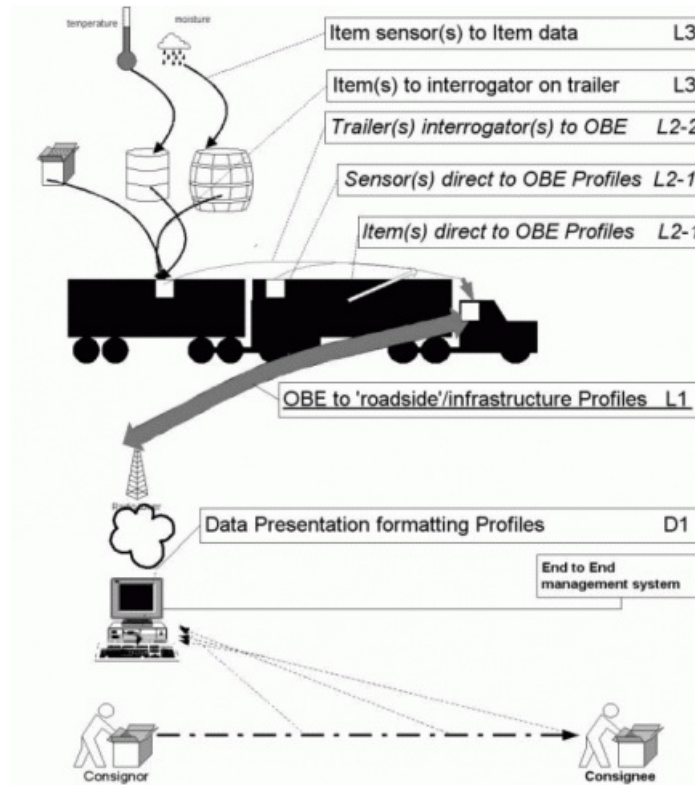 temperature
moisture
Item sensor(s) to Item data L3
Item(s) to interrogator on trailer L3
Trailer(s) interrogator(s) to OBE L2-2
Sensor(s) direct to OBE Profiles L2-1
Item(s) direct to OBE Profiles L2-1
OBE to 'roadside'/infrastructure Profiles L1
Data Presentation formatting Profiles D1
End to End
management system
Consignor
Consignee